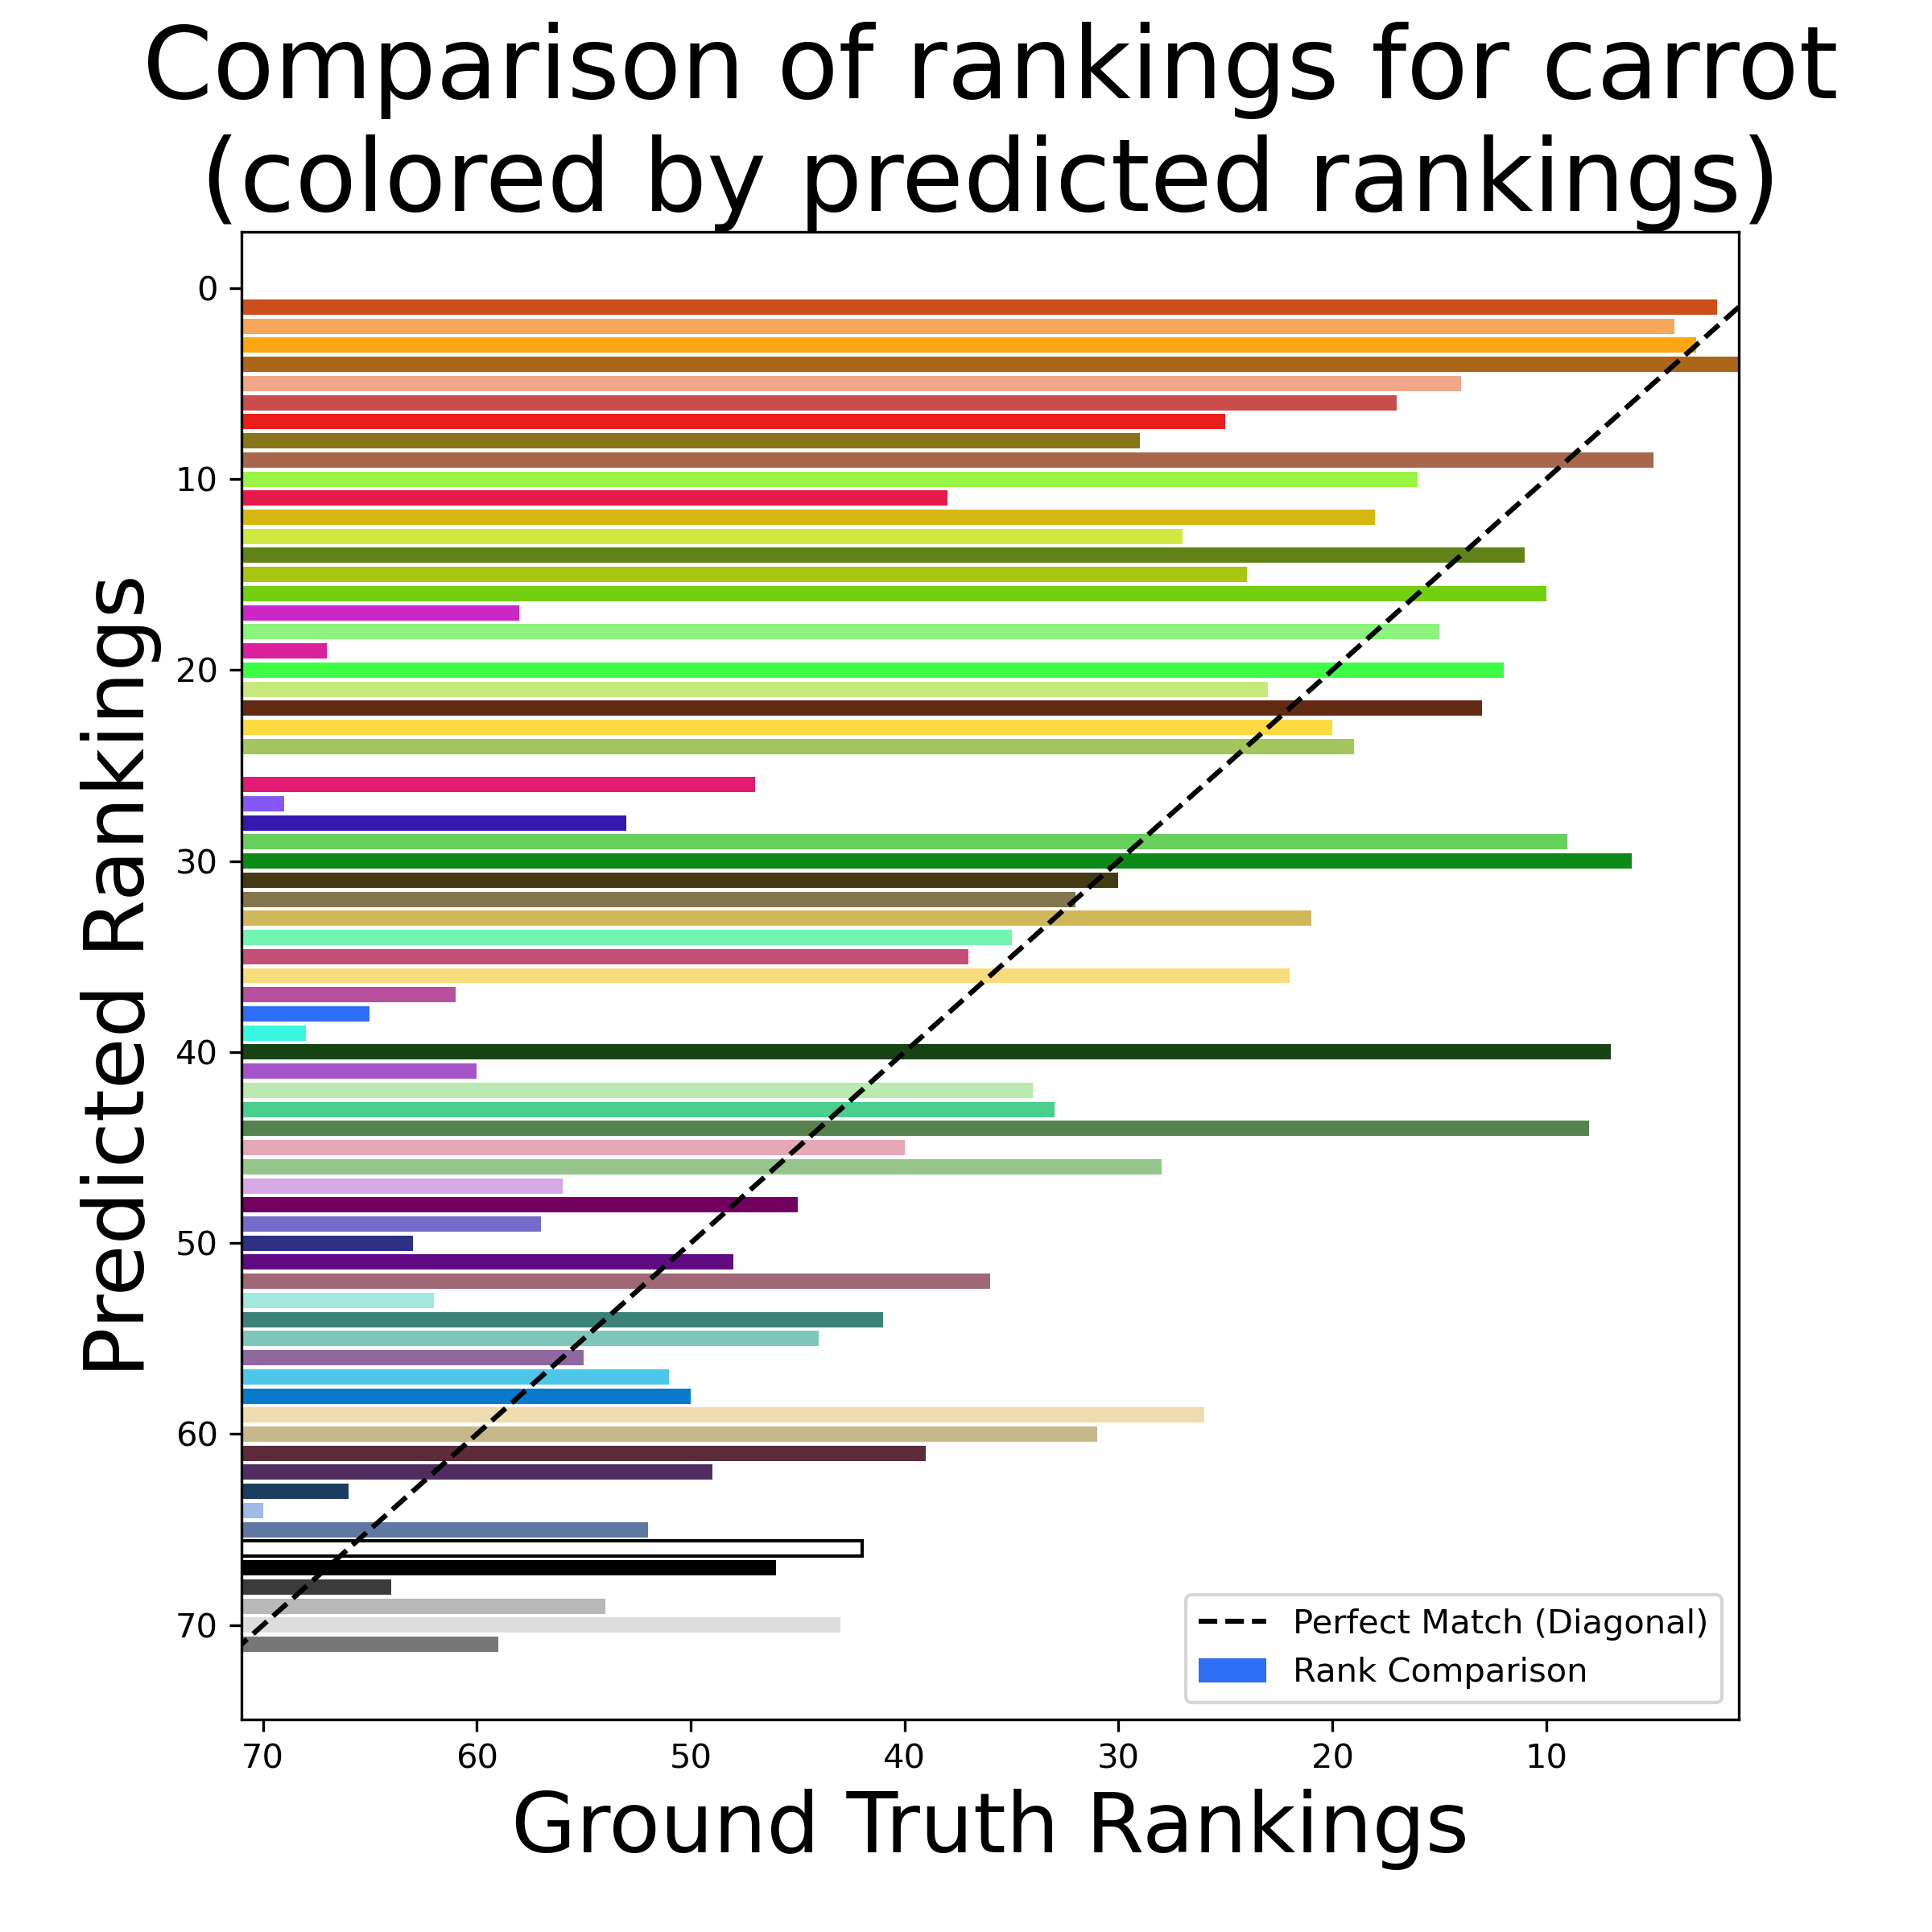 Comparison of rankings for carrot
(colored by predicted rankings)
Predicted Rankings
0
10
20
30
40
50
60
70
70 60 50 40 30 20 10
Ground Truth Rankings
Perfect Match (Diagonal)
Rank Comparison